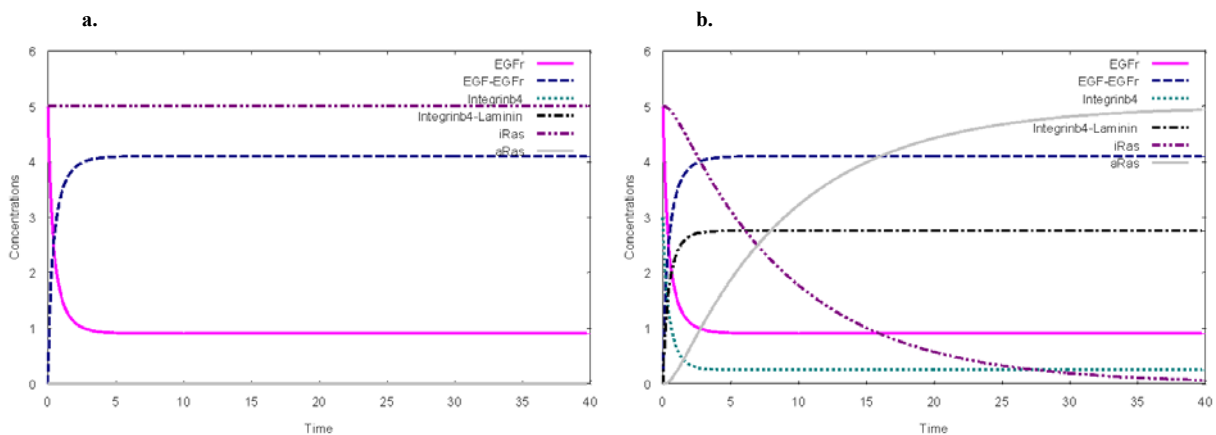 a.
b.
6
5
4
3
2
1
0
Concentrations
EGFr
EGF-EGFr
Integrinb4
Integrinb4-Laminin
iRas
aRas
0 5 10 15 20 25 30 35 40
Time
6
5
4
3
2
1
0
Concentrations
EGFr
EGF-EGFr
Integrinb4
Integrinb4-Laminin
iRas
aRas
0 5 10 15 20 25 30 35 40
Time